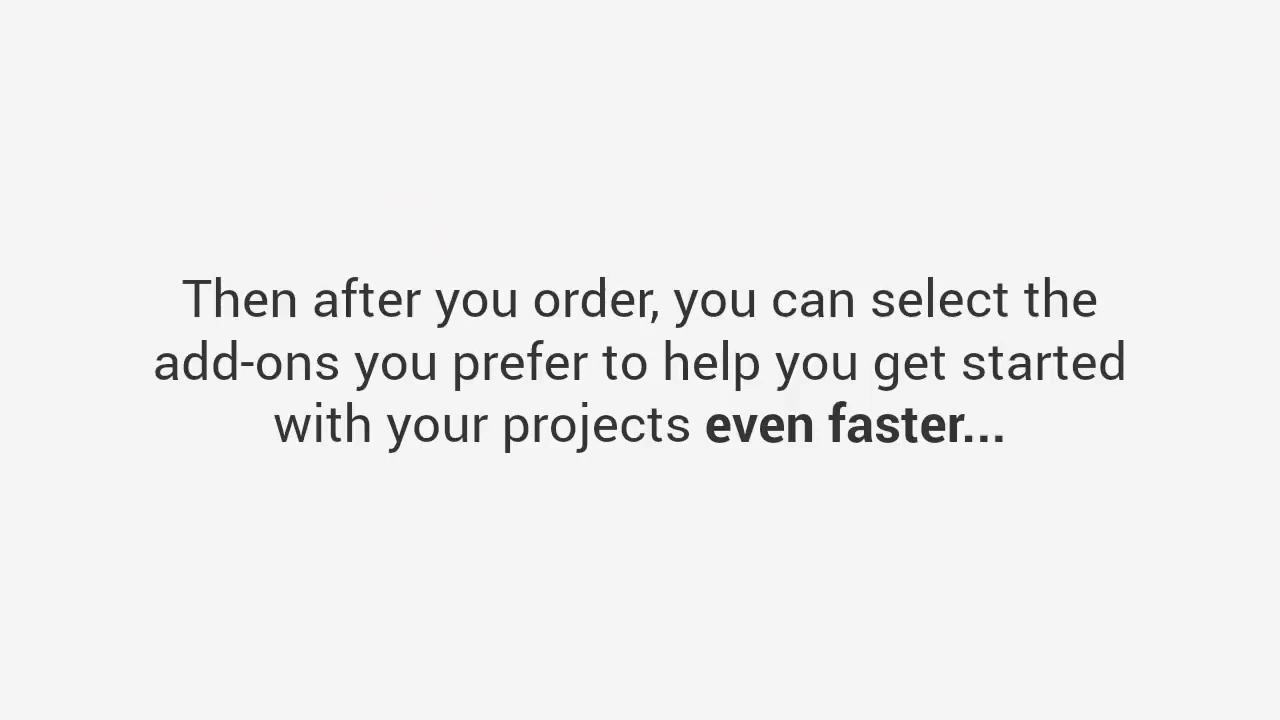 Then after you order, you can select the
add-ons you prefer to help you get started
with your projects even faster...